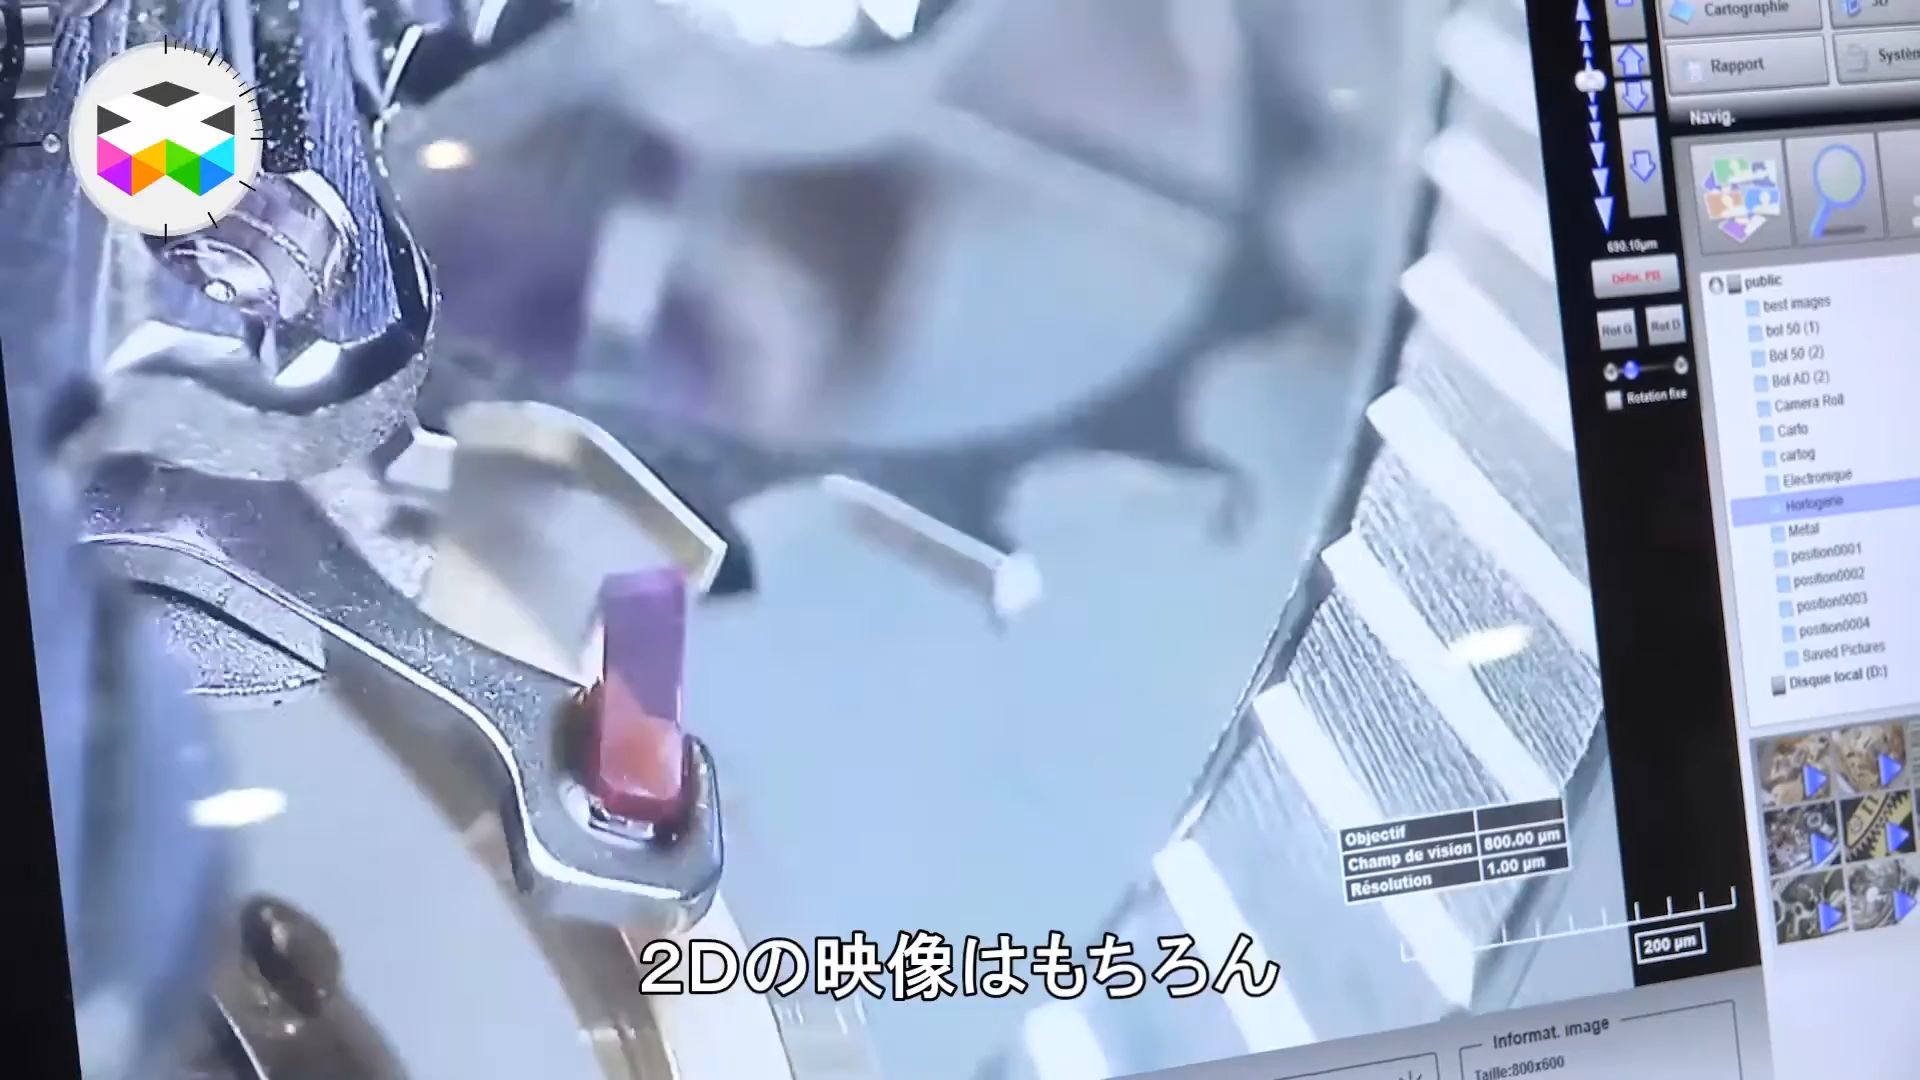 Cartographie
3D
Rapport
Navig.
690.10µm
Rot G
Rot D
Rotation fixe
public
best images
bol 50 (1)
Bol 50 (2)
Bol AD (2)
Camera Roll
Carto
cartog
Electronique
Horlogerie
Metal
position0001
position0002
position0003
position0004
Saved Pictures
Disque local (D:)
Objectif
Champ de vision 800.00 µm
Résolution 1.00 µm
200 µm
2Dの映像はもちろん
Informat. image
Taille:800x600